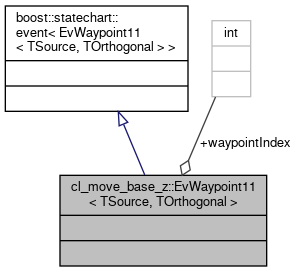 boost::statechart::
event< EvWaypoint11
< TSource, TOrthogonal > >
int
+waypointIndex
cl_move_base_z::EvWaypoint11
< TSource, TOrthogonal >